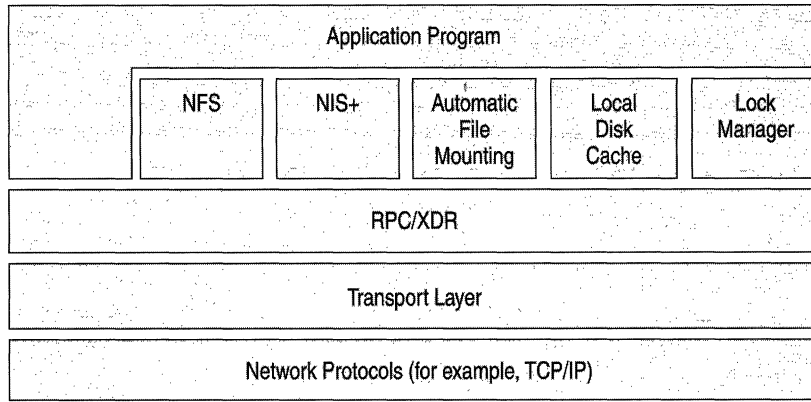 Application Program
NFS
NIS+
Automatic
File
Mounting
Local
Disk
Cache
Lock
Manager
RPC/XDR
Transport Layer
Network Protocols (for example, TCP/IP)